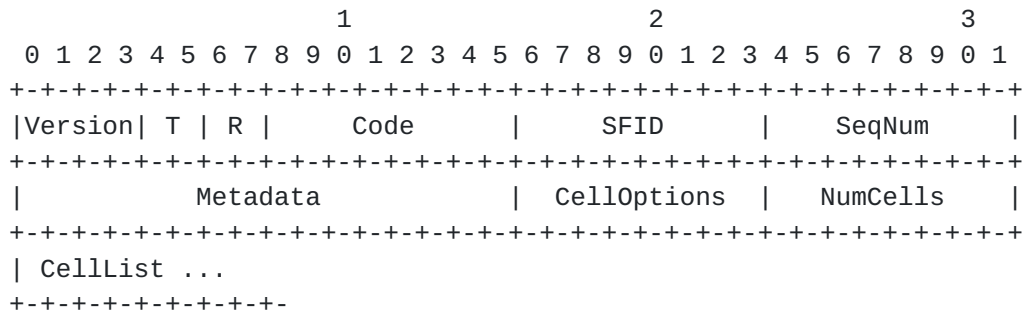 1                   2                   3
 0 1 2 3 4 5 6 7 8 9 0 1 2 3 4 5 6 7 8 9 0 1 2 3 4 5 6 7 8 9 0 1
+-+-+-+-+-+-+-+-+-+-+-+-+-+-+-+-+-+-+-+-+-+-+-+-+-+-+-+-+-+-+-+-+
|Version| T | R |     Code      |     SFID      |    SeqNum     |
+-+-+-+-+-+-+-+-+-+-+-+-+-+-+-+-+-+-+-+-+-+-+-+-+-+-+-+-+-+-+-+-+
|           Metadata            |  CellOptions  |   NumCells    |
+-+-+-+-+-+-+-+-+-+-+-+-+-+-+-+-+-+-+-+-+-+-+-+-+-+-+-+-+-+-+-+-+
| CellList ...
+-+-+-+-+-+-+-+-+-